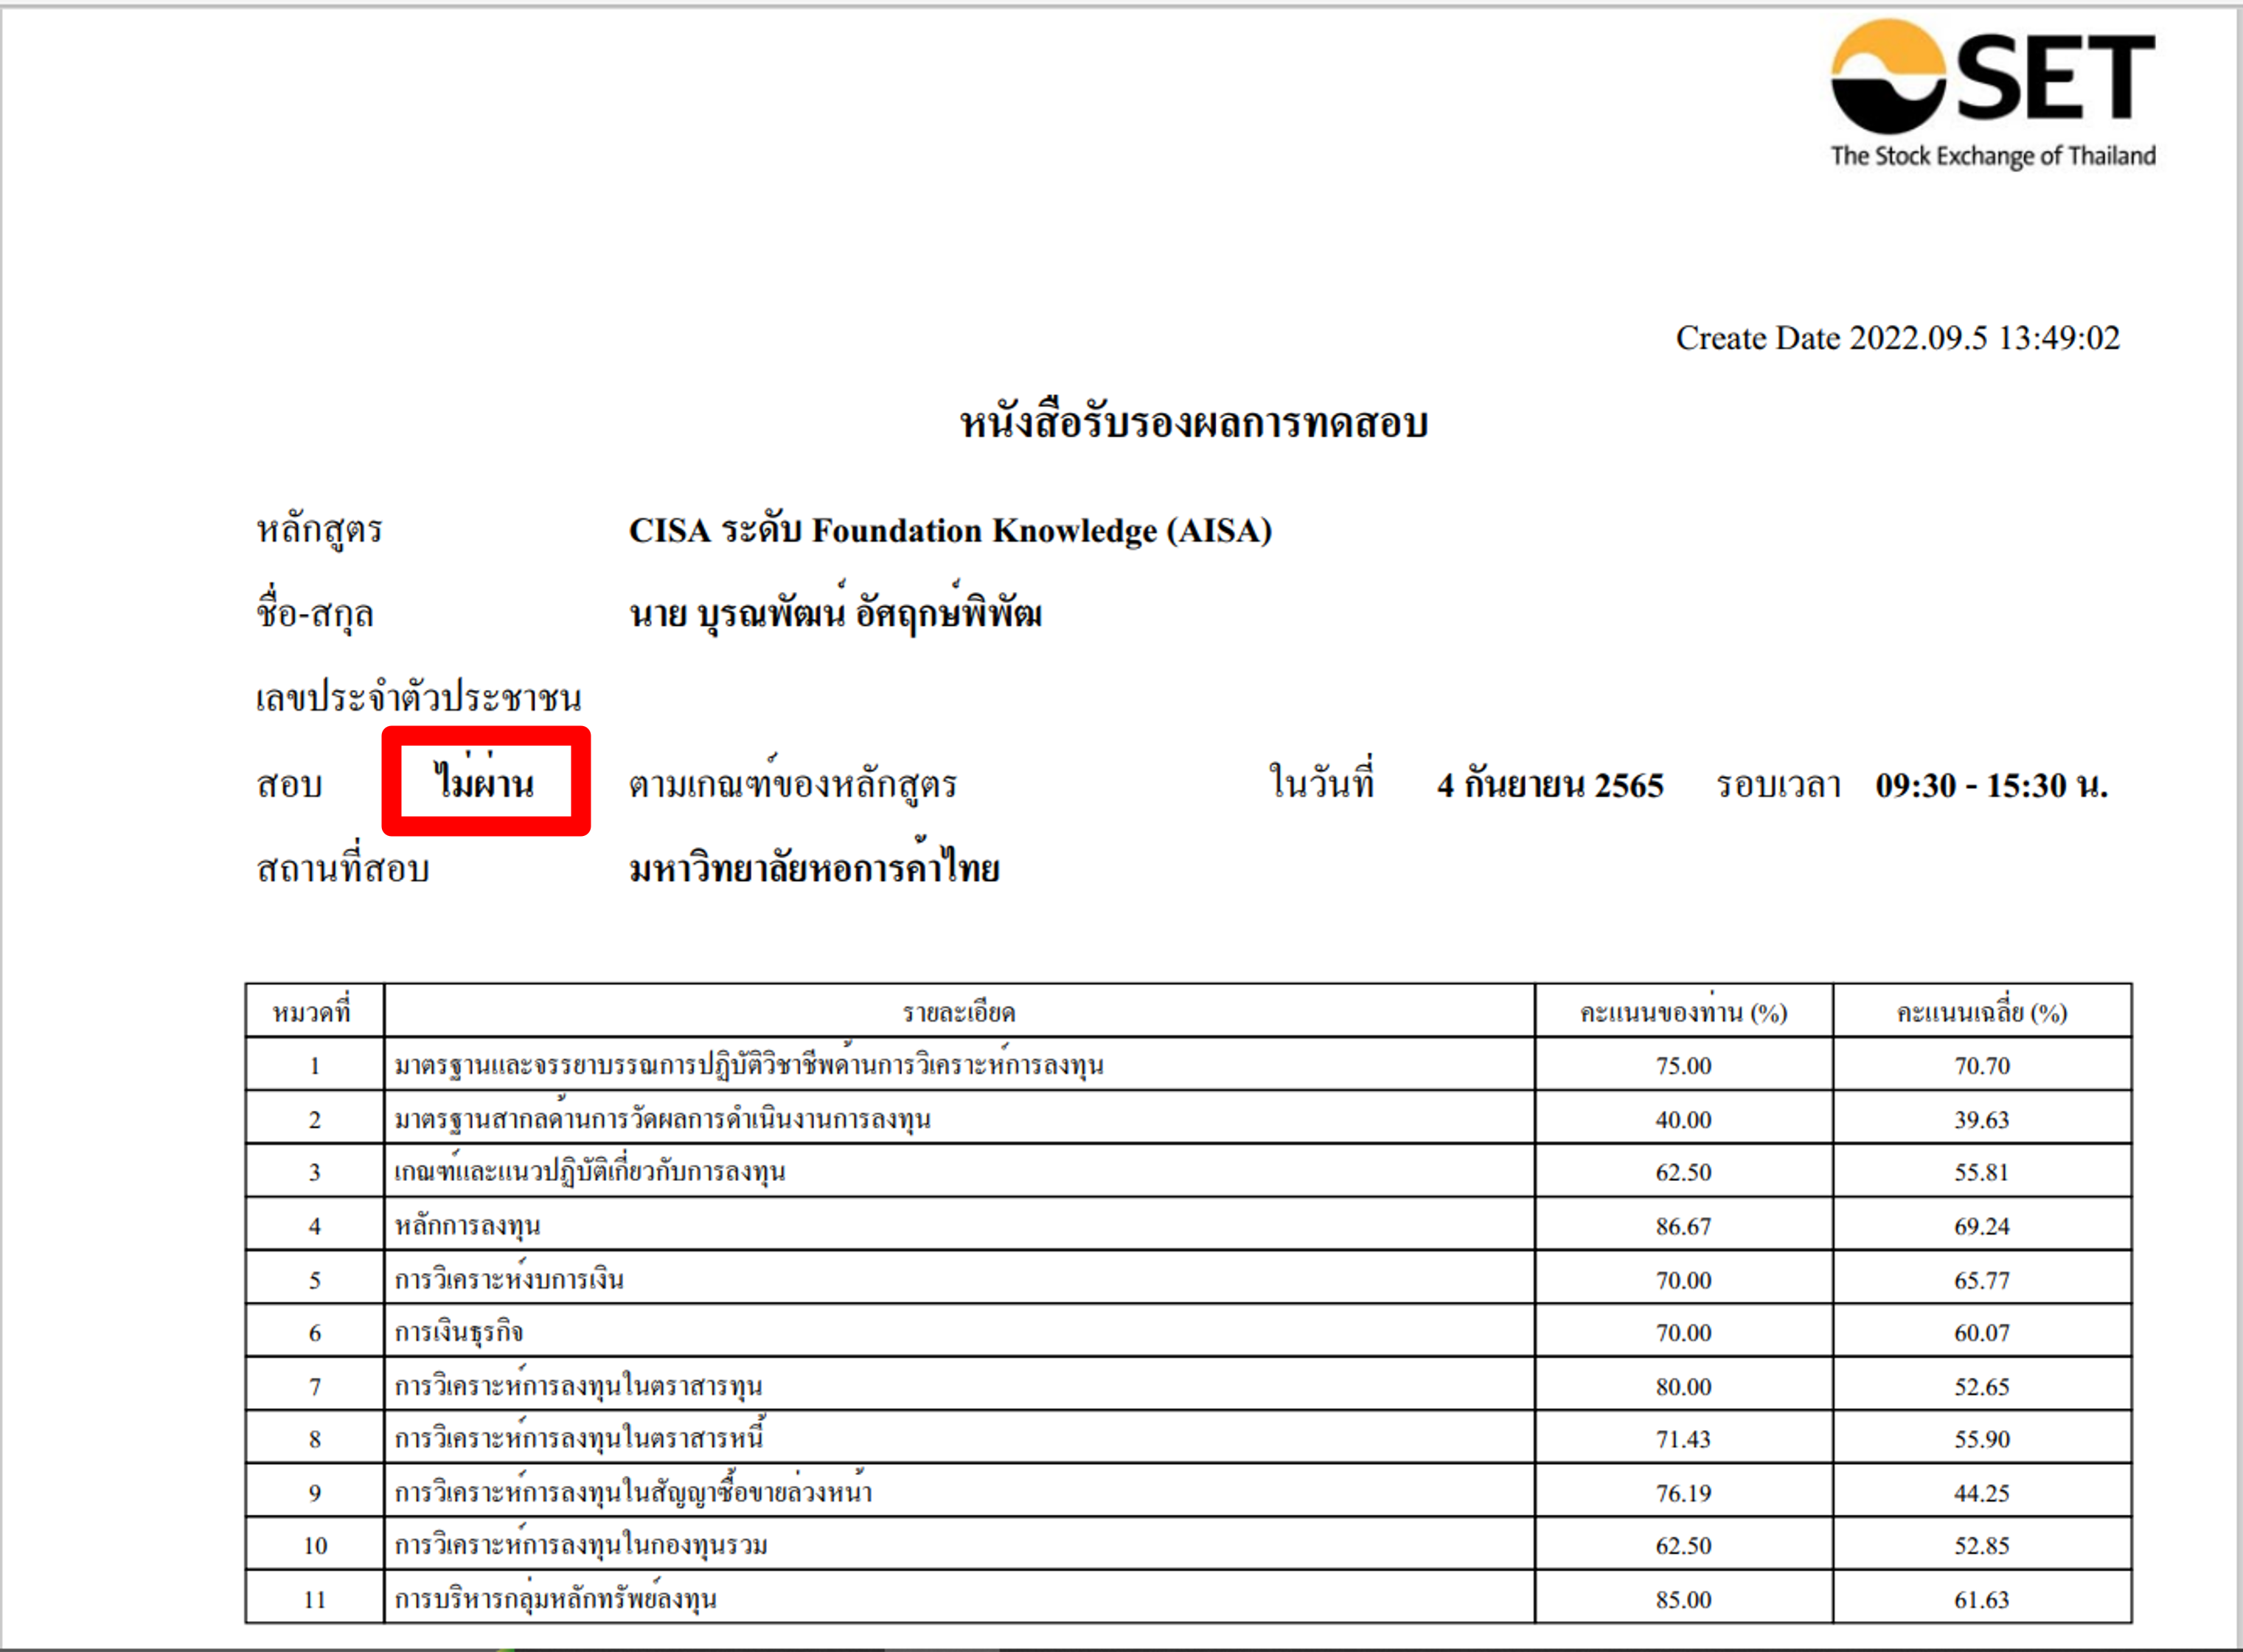 SET
The Stock Exchange of Thailand
Create Date 2022.09.5 13:49:02
หนังสือรับรองผลการทดสอบ
หลักสูตร CISA ระดับ Foundation Knowledge (AISA)
ชื่อ-สกุล นาย บุรณพัฒน์ อัศฤกษ์พิพัฒ
เลขประจำตัวประชาชน
สอบ ไม่ผ่าน ตามเกณฑ์ของหลักสูตร ในวันที่ 4 กันยายน 2565 รอบเวลา 09:30 - 15:30 น.
สถานที่สอบ มหาวิทยาลัยหอการค้าไทย
หมวดที่ รายละเอียด คะแนนของท่าน (%) คะแนนเฉลี่ย (%)
1 มาตรฐานและจรรยาบรรณการปฏิบัติวิชาชีพด้านการวิเคราะห์การลงทุน 75.00 70.70
2 มาตรฐานสากลด้านการวัดผลการดำเนินงานการลงทุน 40.00 39.63
3 เกณฑ์และแนวปฏิบัติเกี่ยวกับการลงทุน 62.50 55.81
4 หลักการลงทุน 86.67 69.24
5 การวิเคราะห์งบการเงิน 70.00 65.77
6 การเงินธุรกิจ 70.00 60.07
7 การวิเคราะห์การลงทุนในตราสารทุน 80.00 52.65
8 การวิเคราะห์การลงทุนในตราสารหนี้ 71.43 55.90
9 การวิเคราะห์การลงทุนในสัญญาซื้อขายล่วงหน้า 76.19 44.25
10 การวิเคราะห์การลงทุนในกองทุนรวม 62.50 52.85
11 การบริหารกลุ่มหลักทรัพย์ลงทุน 85.00 61.63